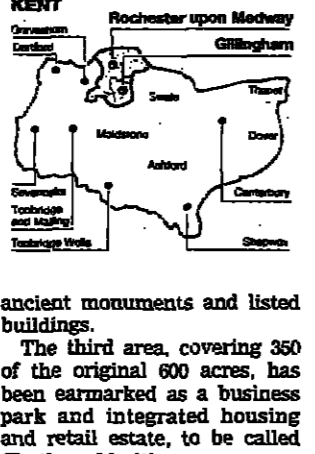 KENT
Rochester upon Medway
Gravesham
Dartford
Gillingham
Swale
Thanet
Maidstone
Dover
Ashford
Sevenoaks
Canterbury
Tonbridge
and Malling
Tunbridge Wells
Shepway
ancient monuments and listed
buildings.
The third area, covering 350
of the original 600 acres, has
been earmarked as a business
park and integrated housing
and retail estate, to be called